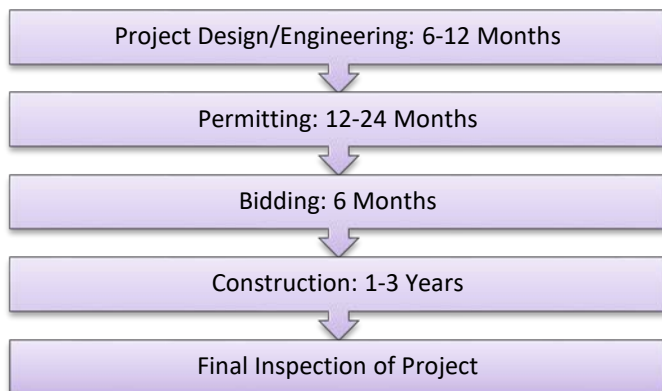 Project Design/Engineering: 6-12 Months
Permitting: 12-24 Months
Bidding: 6 Months
Construction: 1-3 Years
Final Inspection of Project